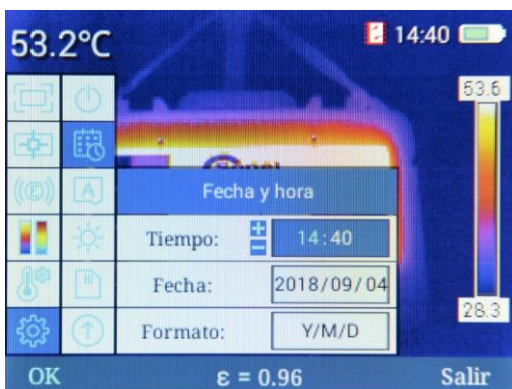 53.2°C
14:40
53.6
Fecha y hora
Tiempo: + - 14:40
Fecha: 2018/09/04
Formato: Y/M/D
28.3
OK ε = 0.96 Salir
((E))
A